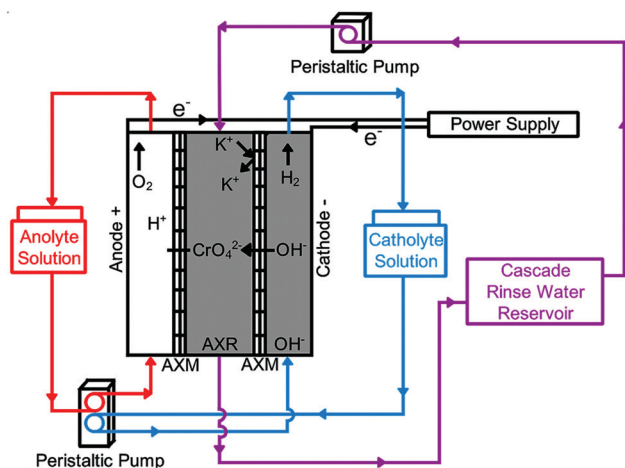 Peristaltic Pump
e⁻
Power Supply
e⁻
K⁺
K⁺
O₂
H₂
H⁺
Anode +
Cathode -
Anolyte
Solution
CrO₄²⁻
OH⁻
Catholyte
Solution
Cascade
Rinse Water
Reservoir
AXR
OH⁻
AXM
AXM
Peristaltic Pump